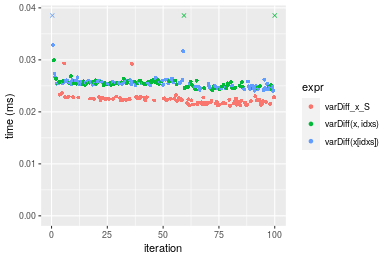 0.04
0.03
0.02
0.01
0.00
time (ms)
0
25
50
75
100
iteration
expr
varDiff_x_S
varDiff(x, idxs)
varDiff(x[idxs])